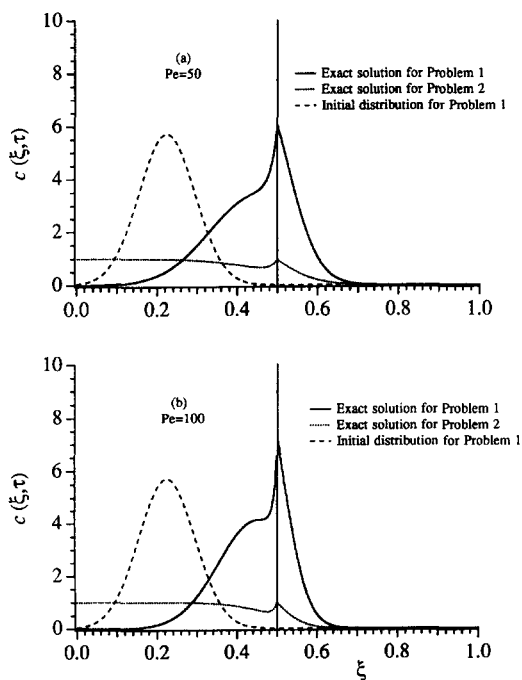 10
(a)
Pe=50
Exact solution for Problem 1
Exact solution for Problem 2
Initial distribution for Problem 1
8
6
4
2
0
c (ξ,τ)
0.0 0.2 0.4 0.6 0.8 1.0
10
(b)
Pe=100
Exact solution for Problem 1
Exact solution for Problem 2
Initial distribution for Problem 1
8
6
4
2
0
c (ξ,τ)
0.0 0.2 0.4 0.6 0.8 1.0
ξ